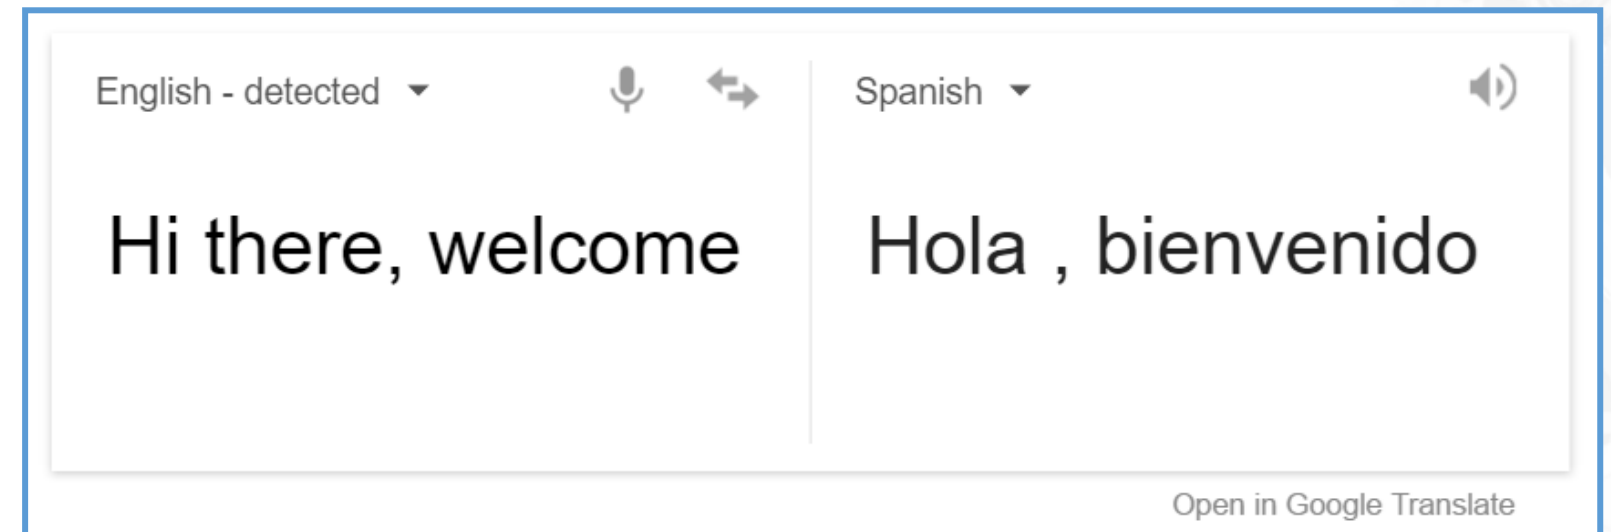 English - detected
Spanish
Hi there, welcome
Hola , bienvenido
Open in Google Translate